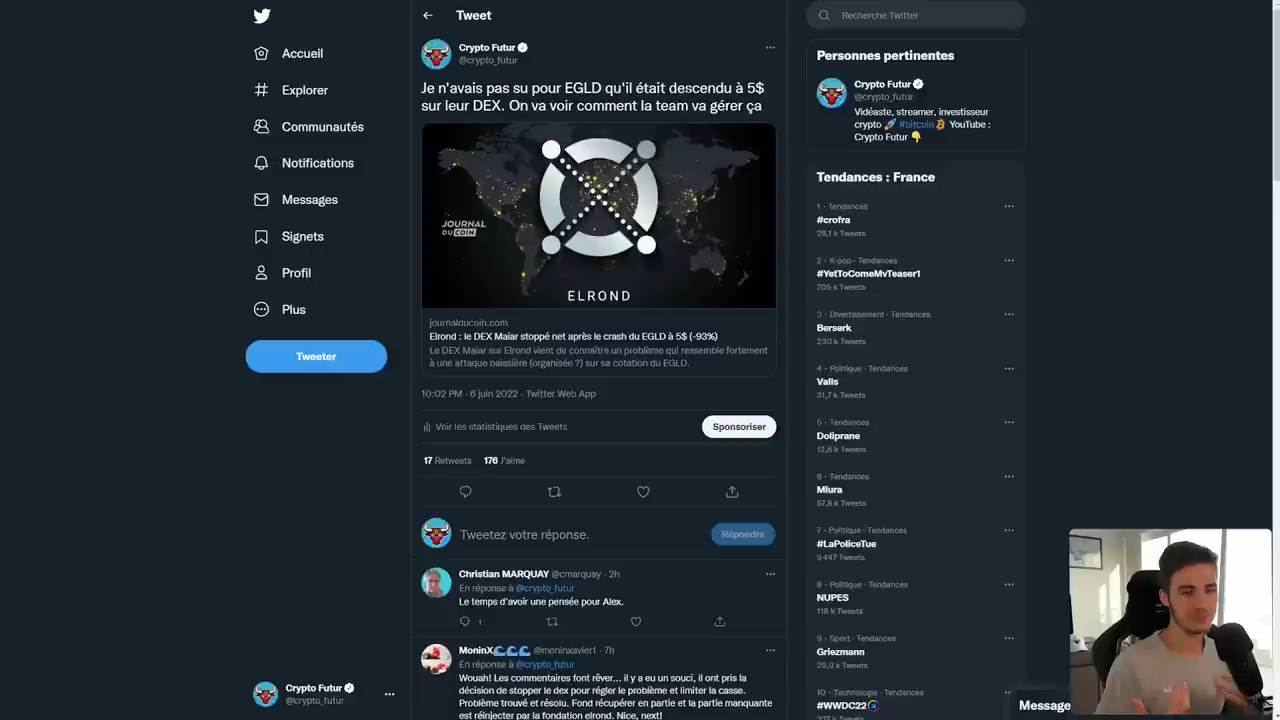 Tweet
Recherche Twitter
Accueil
Explorer
Communautés
Notifications
Messages
Signets
Profil
Plus
Tweeter
Crypto Futur
@crypto_futur
Crypto Futur
@crypto_futur
Je n'avais pas su pour EGLD qu'il était descendu à 5$
sur leur DEX. On va voir comment la team va gérer ça
JOURNAL
DU COIN
ELROND
journalducoin.com
Elrond : le DEX Maiar stoppé net après le crash du EGLD à 5$ (-93%)
Le DEX Maiar sur Elrond vient de connaître un problème qui ressemble fortement
à une attaque baissière (organisée ?) sur sa cotation du EGLD.
10:02 PM · 6 juin 2022 · Twitter Web App
Voir les statistiques des Tweets
Sponsoriser
17 Retweets 176 J'aime
Tweetez votre réponse.
Répondre
Christian MARQUAY @cmarquay · 2h
En réponse à @crypto_futur
Le temps d'avoir une pensée pour Alex.
1
MoninX🌊🌊🌊 @moninxavier1 · 7h
En réponse à @crypto_futur
Wouah! Les commentaires font rêver... il y a eu un souci, il ont pris la
décision de stopper le dex pour régler le problème et limiter la casse.
Problème trouvé et résolu. Fond récupérer en partie et la partie manquante
est réinjecter par la fondation elrond. Nice, next!
Personnes pertinentes
Crypto Futur
@crypto_futur
Vidéaste, streamer, investisseur
crypto 🚀 #bitcoin YouTube :
Crypto Futur 👇
Tendances : France
1 · Tendances
#crofra
28,1 k Tweets
2 · K-pop · Tendances
#YetToComeMvTeaser1
705 k Tweets
3 · Divertissement · Tendances
Berserk
230 k Tweets
4 · Politique · Tendances
Valls
31,7 k Tweets
5 · Tendances
Doliprane
12,8 k Tweets
6 · Tendances
Miura
57,8 k Tweets
7 · Politique · Tendances
#LaPoliceTue
9 447 Tweets
8 · Politique · Tendances
NUPES
118 k Tweets
9 · Sport · Tendances
Griezmann
29,9 k Tweets
10 · Technologie · Tendances
#WWDC22
Message